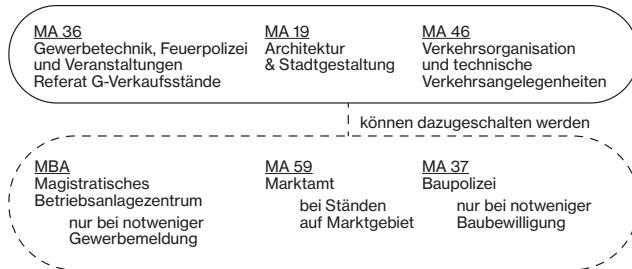 MA 36
Gewerbetechnik, Feuerpolizei
und Veranstaltungen
Referat G-Verkaufsstände
MA 19
Architektur
& Stadtgestaltung
MA 46
Verkehrsorganisation
und technische
Verkehrsangelegenheiten
können dazugeschalten werden
MBA
Magistratisches
Betriebsanlagezentrum
nur bei notweniger
Gewerbemeldung
MA 59
Marktamt
bei Ständen
auf Marktgebiet
MA 37
Baupolizei
nur bei notweniger
Baubewilligung